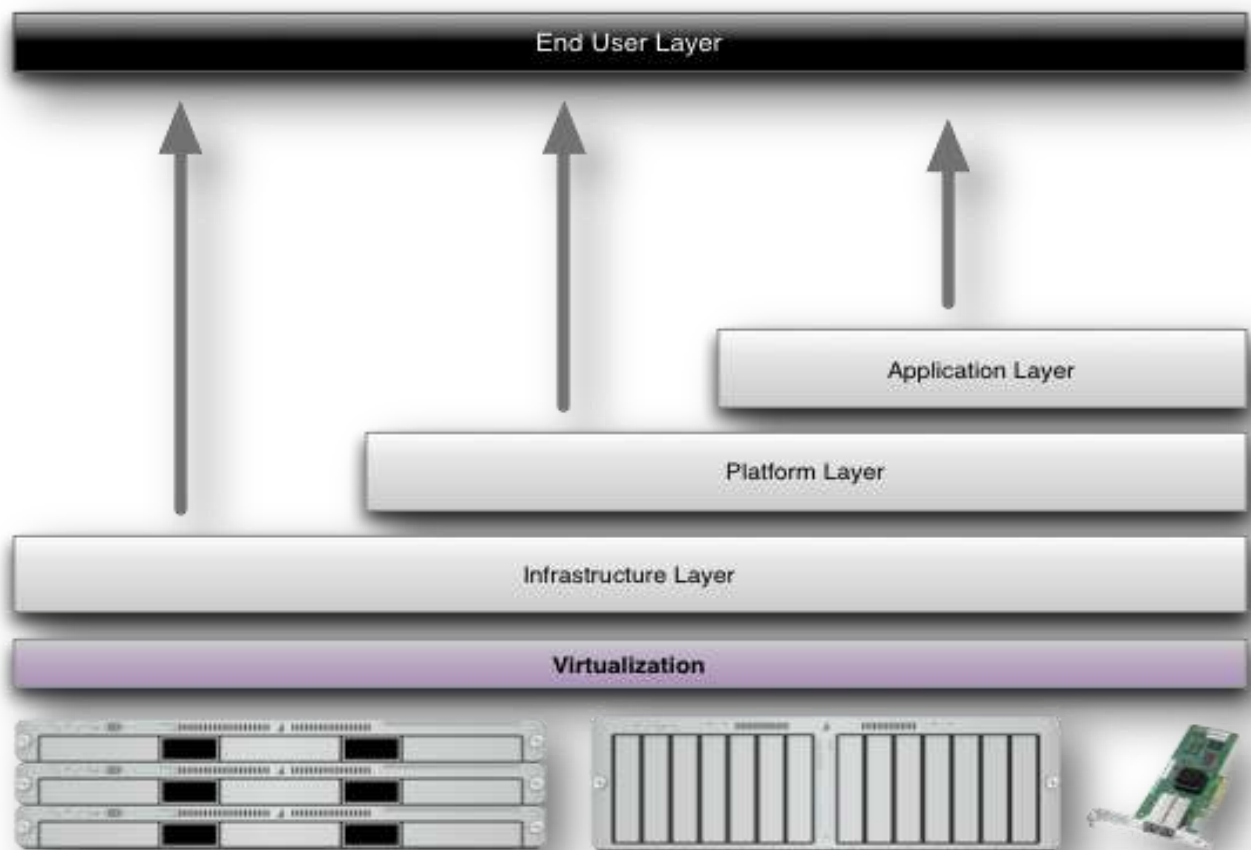 End User Layer
Application Layer
Platform Layer
Infrastructure Layer
Virtualization